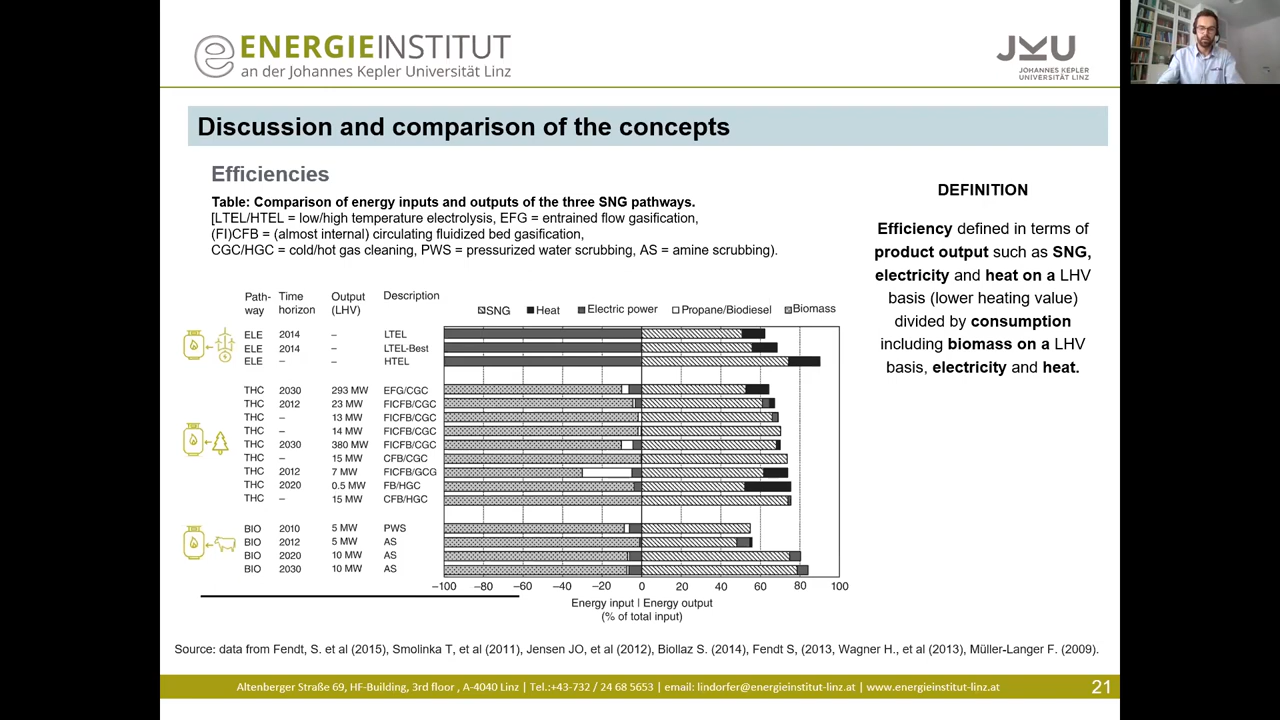 ENERGIEINSTITUT
an der Johannes Kepler Universität Linz
JKU
JOHANNES KEPLER
UNIVERSITÄT LINZ
Discussion and comparison of the concepts
Efficiencies
Table: Comparison of energy inputs and outputs of the three SNG pathways.
[LTEL/HTEL = low/high temperature electrolysis, EFG = entrained flow gasification,
(FI)CFB = (almost internal) circulating fluidized bed gasification,
CGC/HGC = cold/hot gas cleaning, PWS = pressurized water scrubbing, AS = amine scrubbing).
DEFINITION
Efficiency defined in terms of
product output such as SNG,
electricity and heat on a LHV
basis (lower heating value)
divided by consumption
including biomass on a LHV
basis, electricity and heat.
Path-way Time horizon Output (LHV) Description
SNG Heat Electric power Propane/Biodiesel Biomass
ELE 2014 – LTEL
ELE 2014 – LTEL-Best
ELE – – HTEL
THC 2030 293 MW EFG/CGC
THC 2012 23 MW FICFB/CGC
THC – 13 MW FICFB/CGC
THC – 14 MW FICFB/CGC
THC 2030 380 MW FICFB/CGC
THC – 15 MW CFB/CGC
THC 2012 7 MW FICFB/GCG
THC 2020 0.5 MW FB/HGC
THC – 15 MW CFB/HGC
BIO 2010 5 MW PWS
BIO 2012 5 MW AS
BIO 2020 10 MW AS
BIO 2030 10 MW AS
–100 –80 –60 –40 –20 0 20 40 60 80 100
Energy input | Energy output
(% of total input)
Source: data from Fendt, S. et al (2015), Smolinka T, et al (2011), Jensen JO, et al (2012), Biollaz S. (2014), Fendt S, (2013, Wagner H., et al (2013), Müller-Langer F. (2009).
Altenberger Straße 69, HF-Building, 3rd floor , A-4040 Linz | Tel.:+43-732 / 24 68 5653 | email: lindorfer@energieinstitut-linz.at | www.energieinstitut-linz.at
21